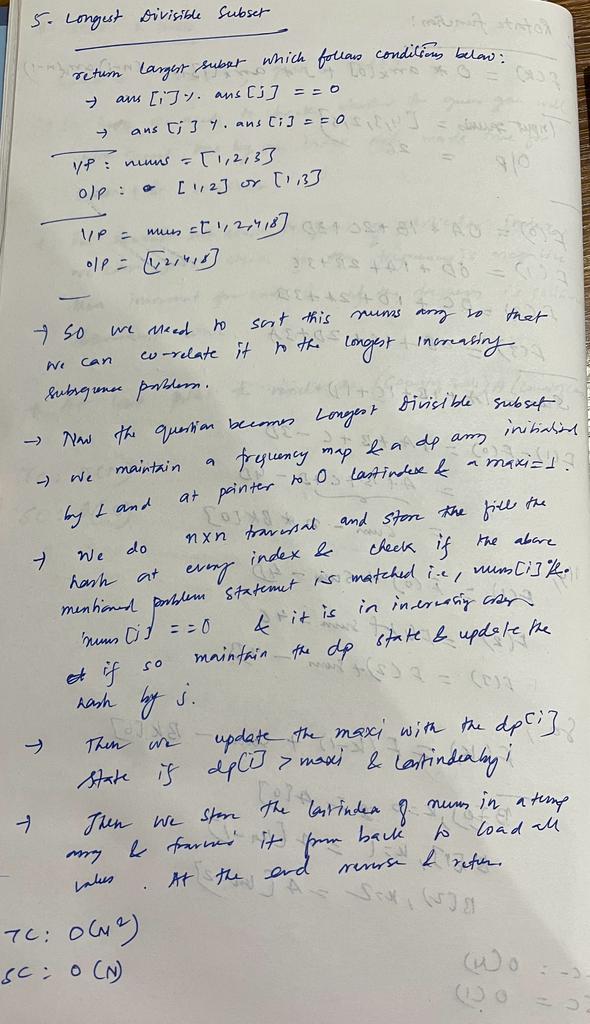 5. Longest Divisible Subset
return largest subset which follows conditions below:
→ ans[i] % ans[j] == 0
→ ans[j] % ans[i] == 0
I/P : nums = [1,2,3]
O/P : [1,2] or [1,3]
I/P = nums = [1,2,4,8]
O/P = [1,2,4,8]
→ So we need to sort this nums array so that
we can co-relate it to the longest increasing
subsequence problem.
→ Now the question becomes Longest Divisible subset
→ we maintain a frequency map & a dp array initialized
by 1 and at pointer to 0 lastindex & a maxi=1.
→ We do nxn traversal and store the fill the
hash at every index & check if the above
mentioned problem statement is matched i.e, nums[i] %
nums[j] == 0 & it is in increasing order
if so maintain the dp state & update the
hash by j.
→ Then we update the maxi with the dp[i]
state if dp[i] > maxi & lastindex by i
→ Then we store the lastindex of nums in a temp
array & traverse it from back to load all
values. At the end reverse & return.
TC: O(N²)
SC: O(N)